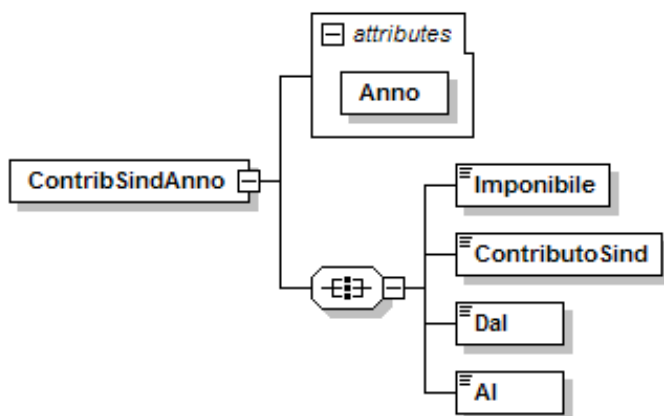 attributes
Anno
ContribSindAnno
Imponibile
ContributoSind
Dal
Al